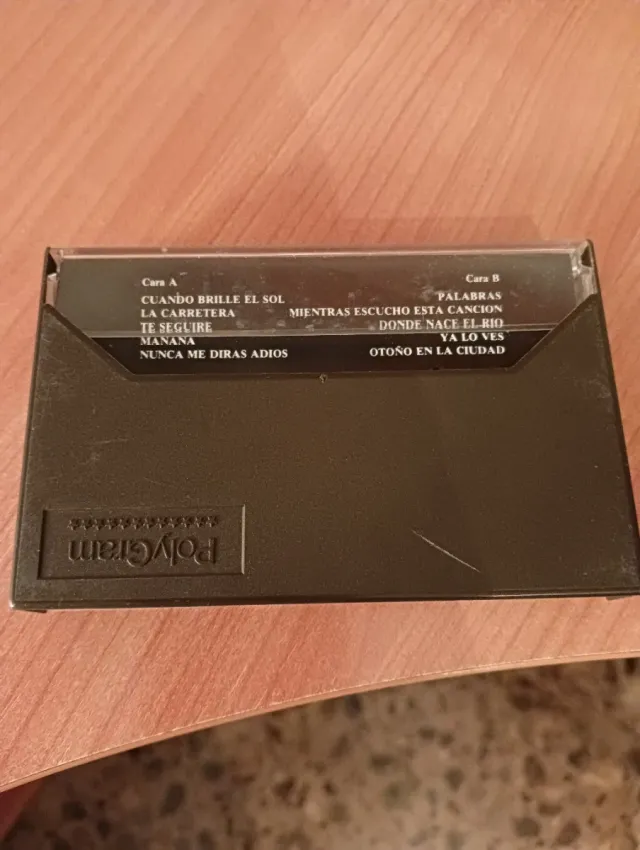 Cara A
CUANDO BRILLE EL SOL
LA CARRETERA
TE SEGUIRE
MAÑANA
NUNCA ME DIRAS ADIOS
Cara B
PALABRAS
MIENTRAS ESCUCHO ESTA CANCION
DONDE NACE EL RIO
YA LO VES
OTOÑO EN LA CIUDAD
PolyGram